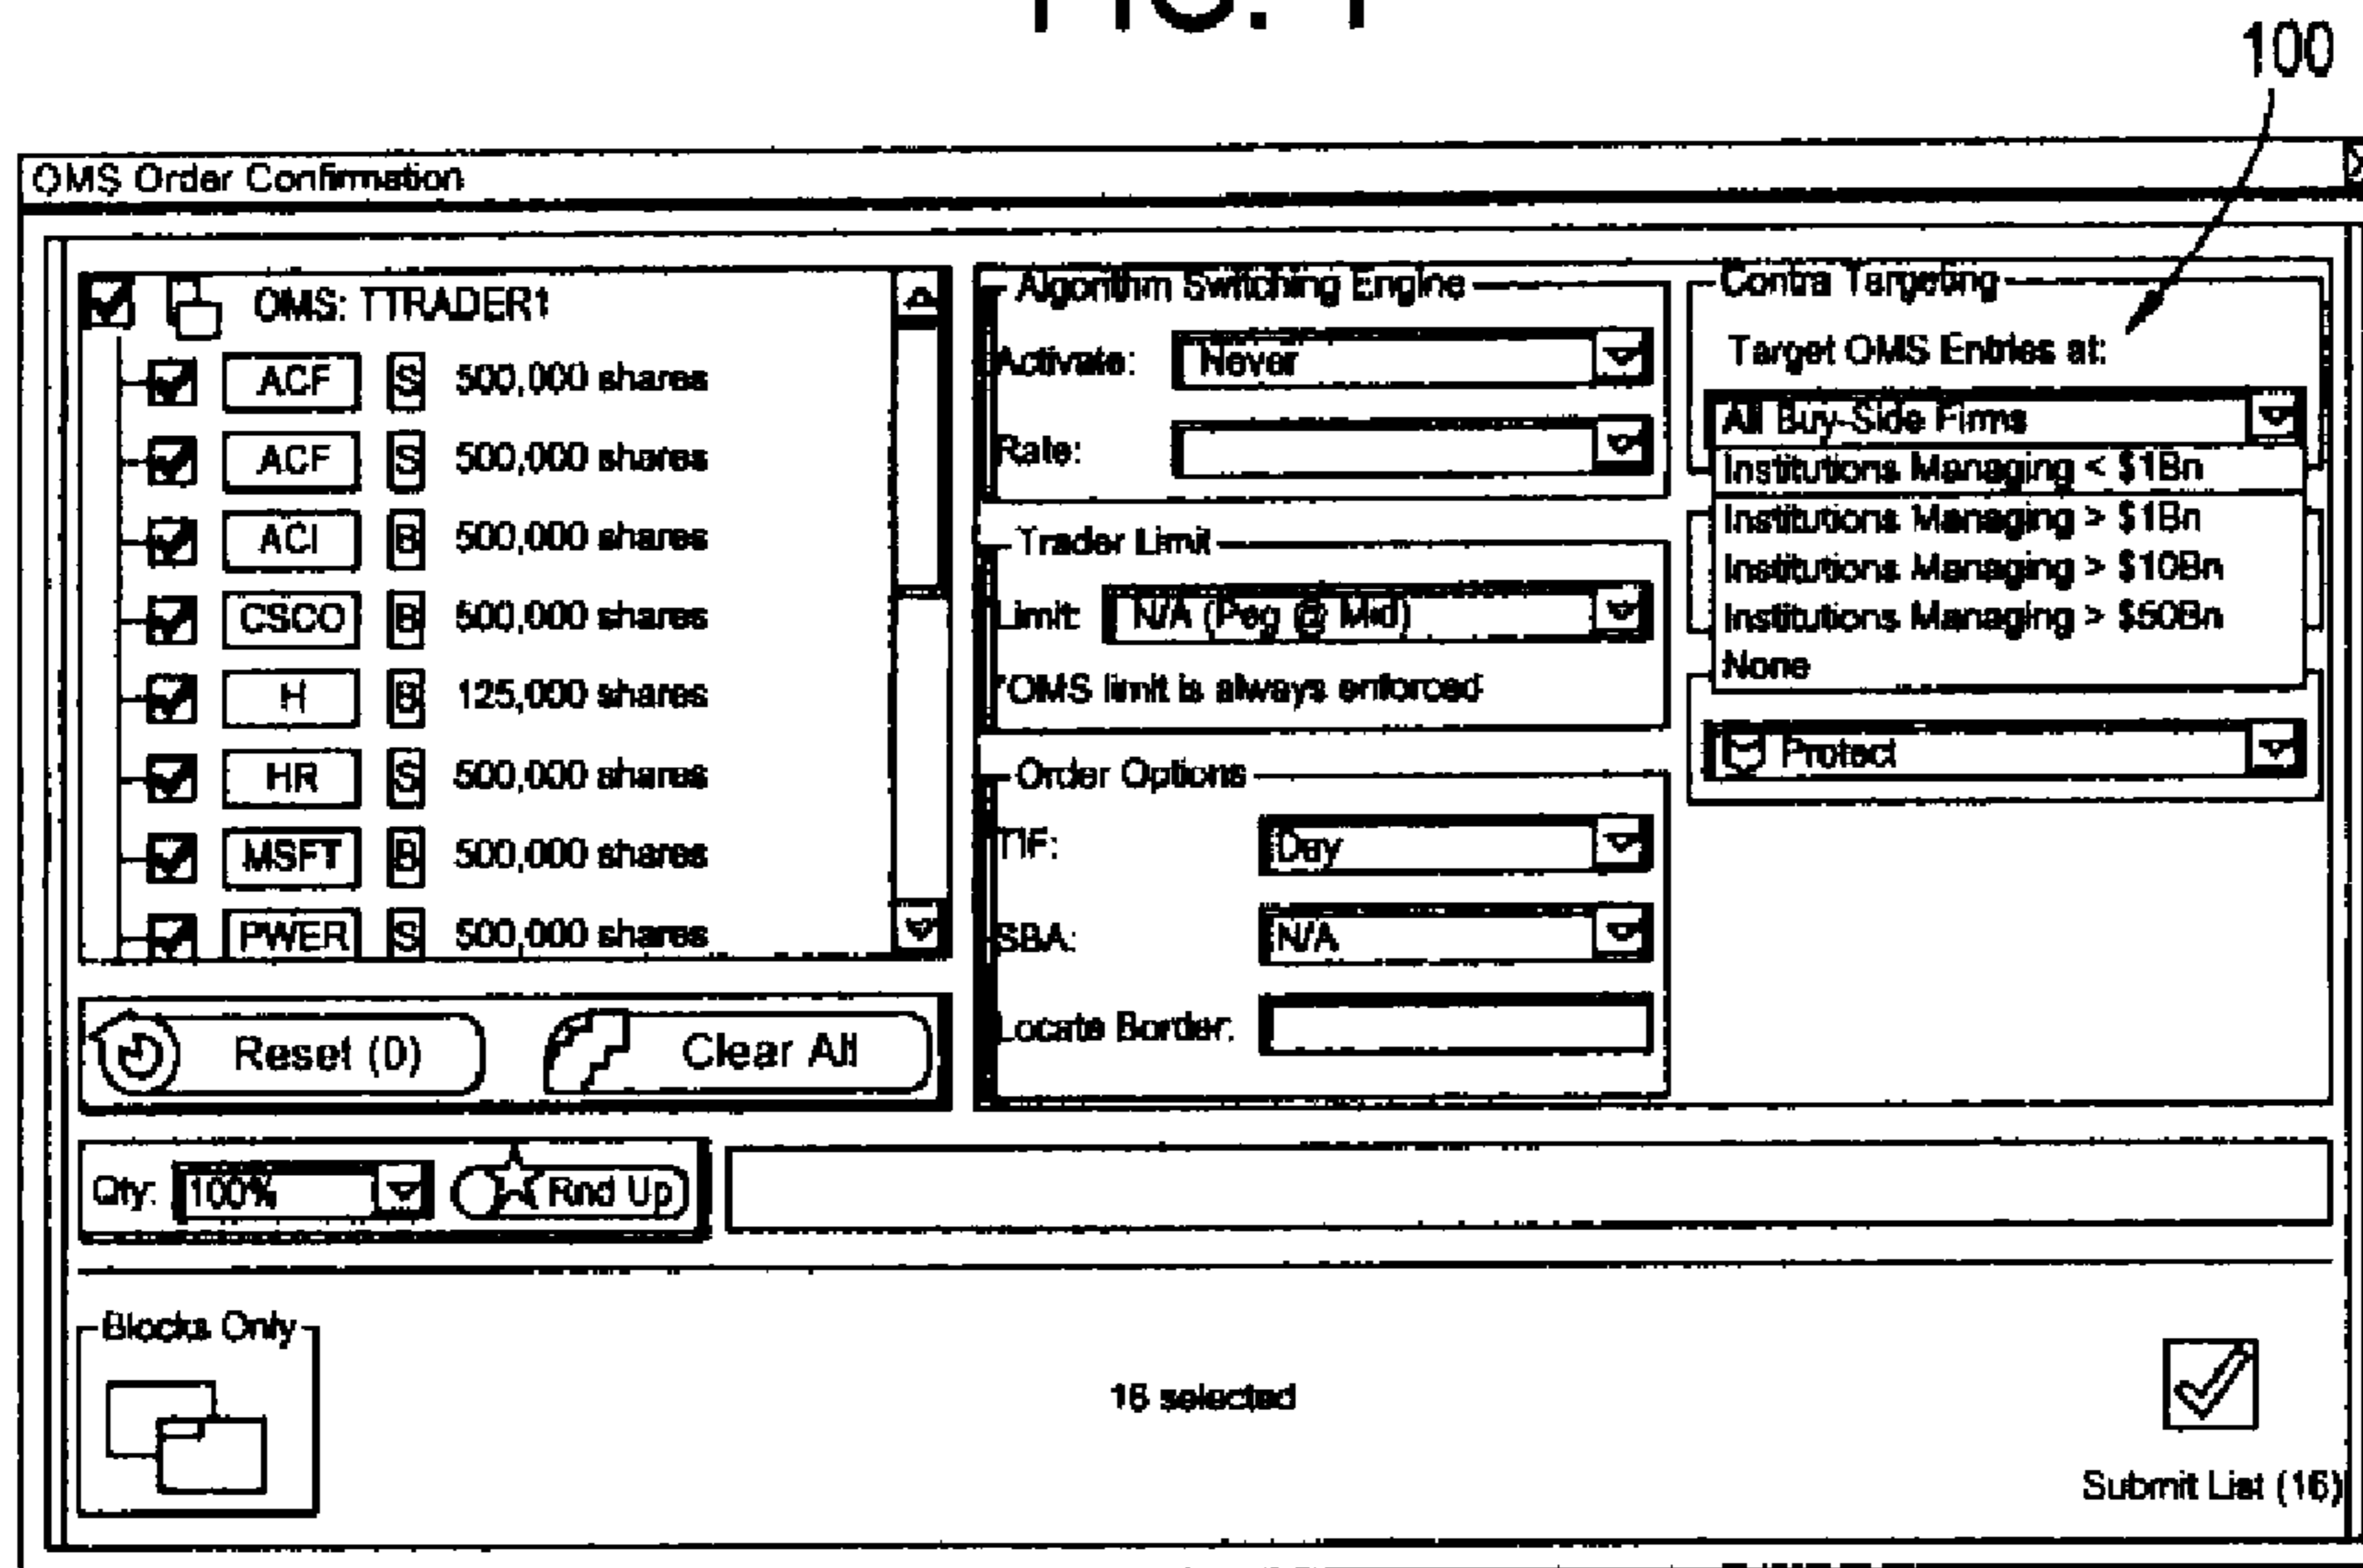 FIG. 1
100
OMS Order Confirmation
OMS: TTRADER1
ACF S 500,000 shares
ACF S 500,000 shares
ACI B 500,000 shares
CSCO B 500,000 shares
H B 125,000 shares
HR S 500,000 shares
MSFT B 500,000 shares
PWER S 500,000 shares
Reset (0) Clear All
Algorithm Switching Engine
Activate: Never
Rate:
Trader Limit
Limit: N/A (Peg @ Mid)
*OMS limit is always enforced
Order Options
TIF: Day
SBA: N/A
Locate Border:
Contra Targeting
Target OMS Entries at:
All Buy-Side Firms
Institutions Managing < $1Bn
Institutions Managing > $1Bn
Institutions Managing > $10Bn
Institutions Managing > $50Bn
None
Protect
Qty: 100% Rnd Up
Blocks Only
16 selected
Submit List (16)